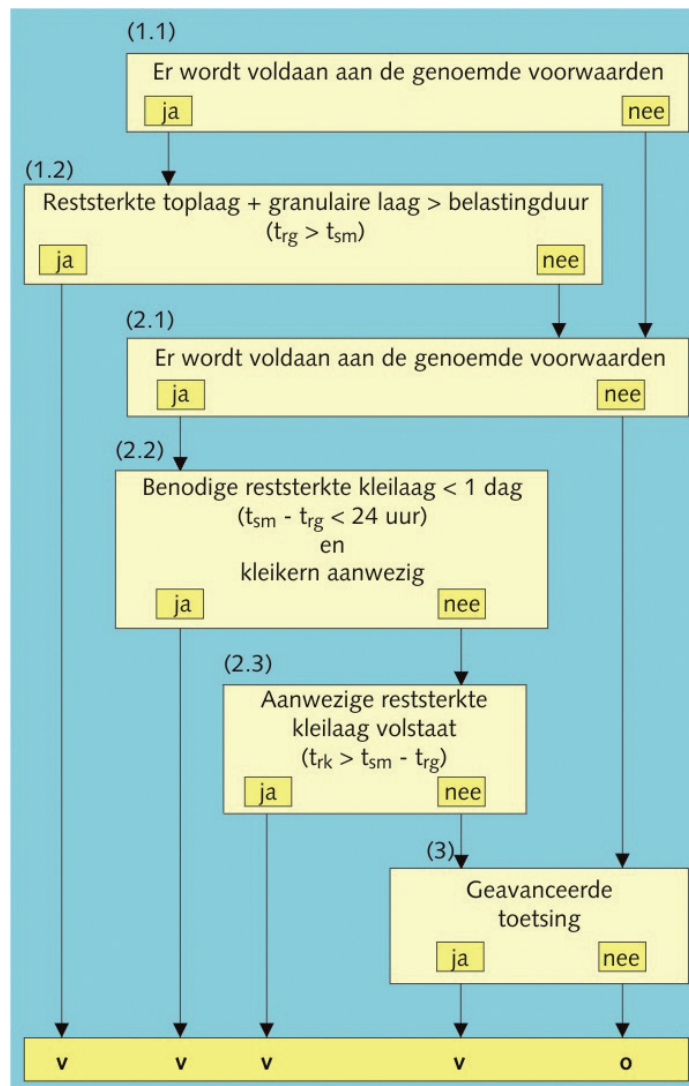 (1.1)
Er wordt voldaan aan de genoemde voorwaarden
ja nee
(1.2)
Reststerkte toplaag + granulaire laag > belastingduur
(trg > tsm)
ja nee
(2.1)
Er wordt voldaan aan de genoemde voorwaarden
ja nee
(2.2)
Benodige reststerkte kleilaag < 1 dag
(tsm - trg < 24 uur)
en
kleikern aanwezig
ja nee
(2.3)
Aanwezige reststerkte
kleilaag volstaat
(trk > tsm - trg)
ja nee
(3)
Geavanceerde
toetsing
ja nee
v v v v o